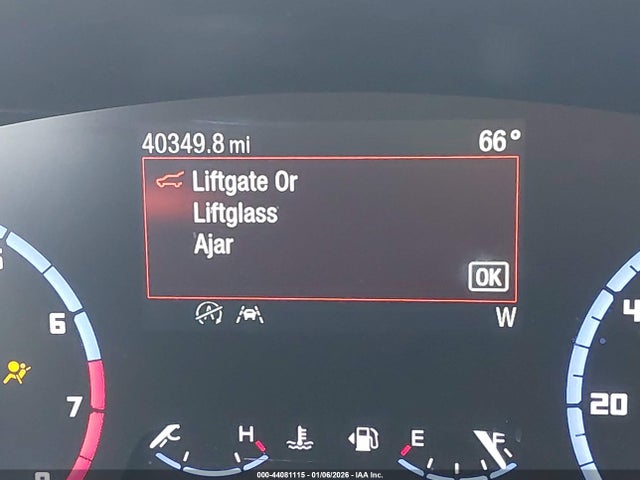 40349.8 mi 66°
Liftgate Or
Liftglass
Ajar
OK
W
6
7
20
H E F
000-44081115 - 01/06/2026 - IAA Inc.